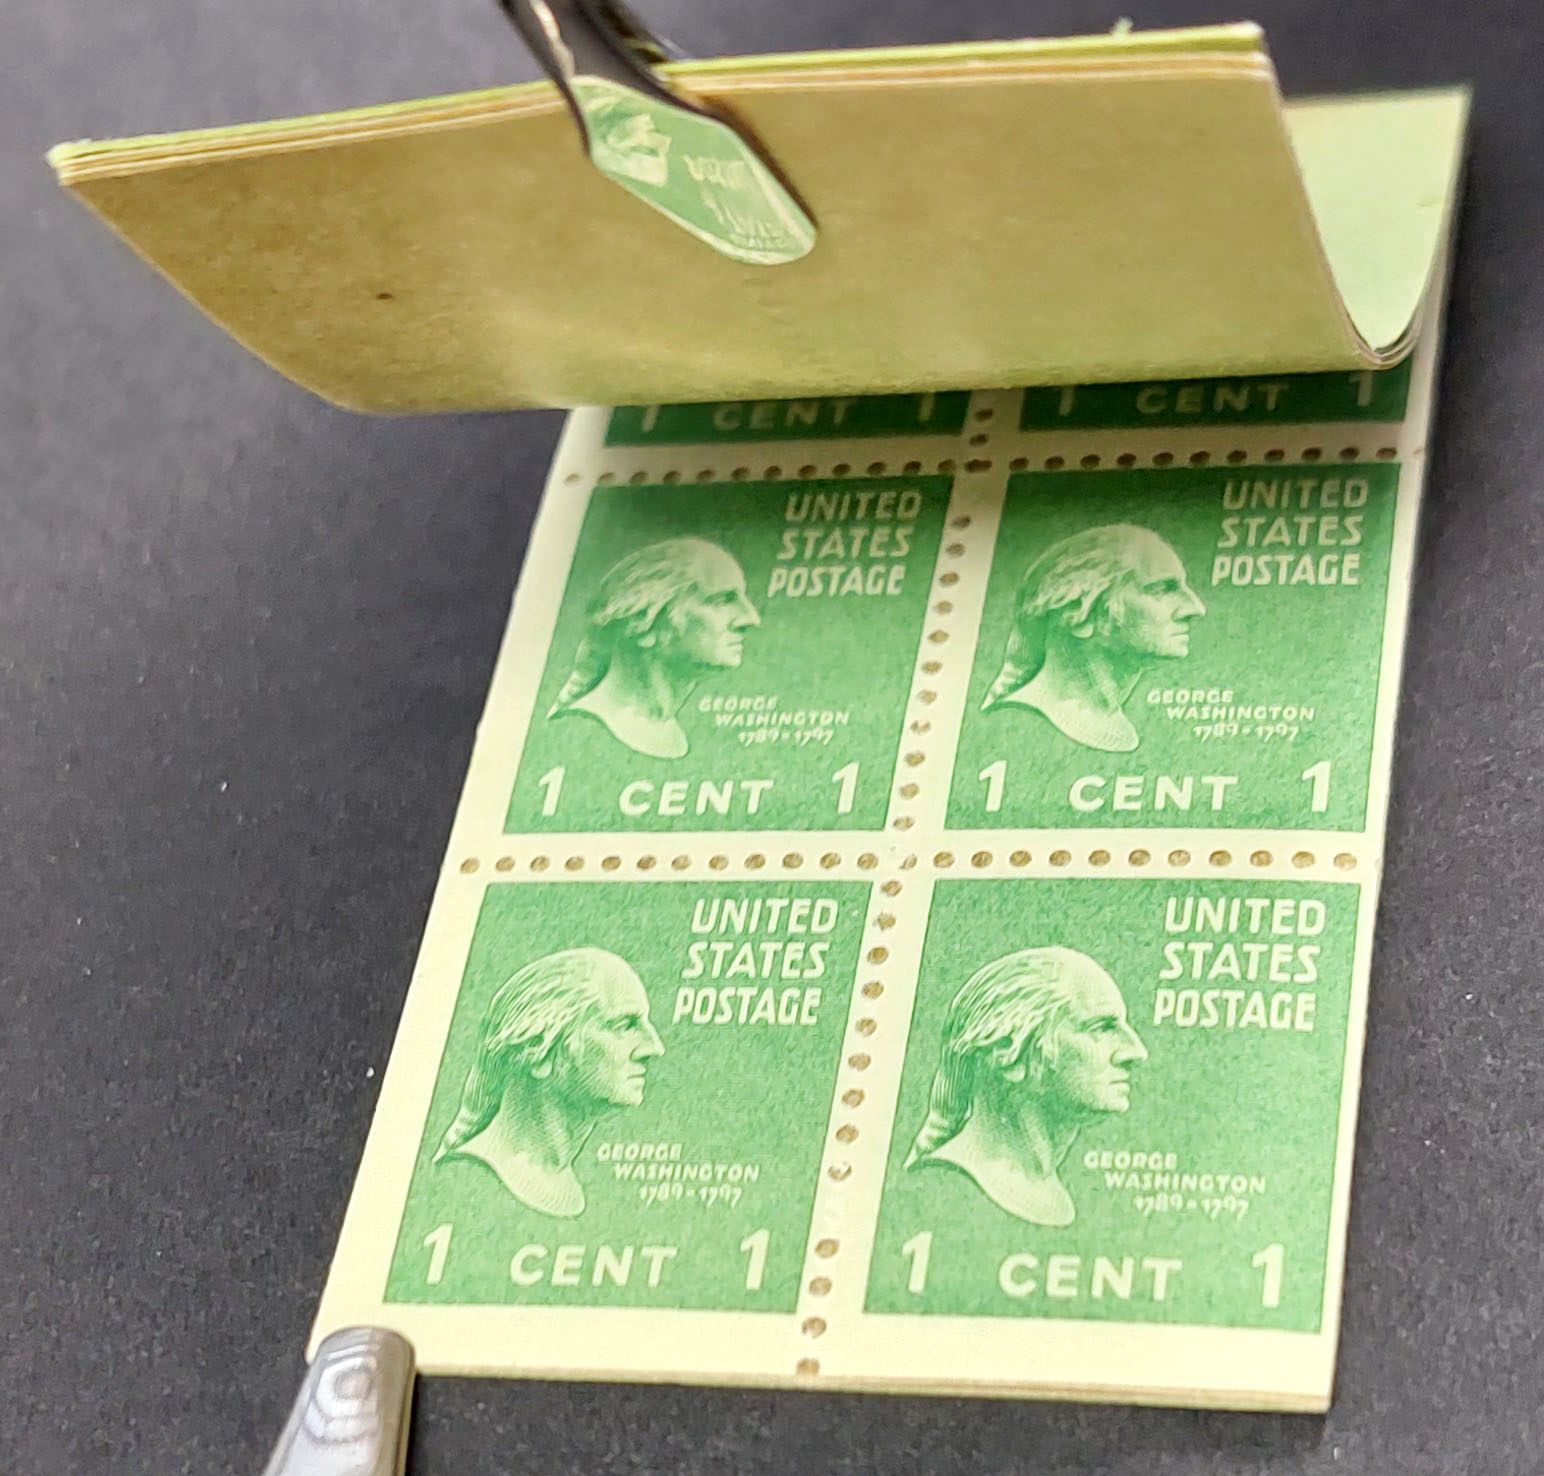 1 CENT 1 1 CENT 1
UNITED
STATES
POSTAGE
GEORGE
WASHINGTON
1789-1797
1 CENT 1
UNITED
STATES
POSTAGE
GEORGE
WASHINGTON
1789-1797
1 CENT 1
UNITED
STATES
POSTAGE
GEORGE
WASHINGTON
1789-1797
1 CENT 1
UNITED
STATES
POSTAGE
GEORGE
WASHINGTON
1789-1797
1 CENT 1